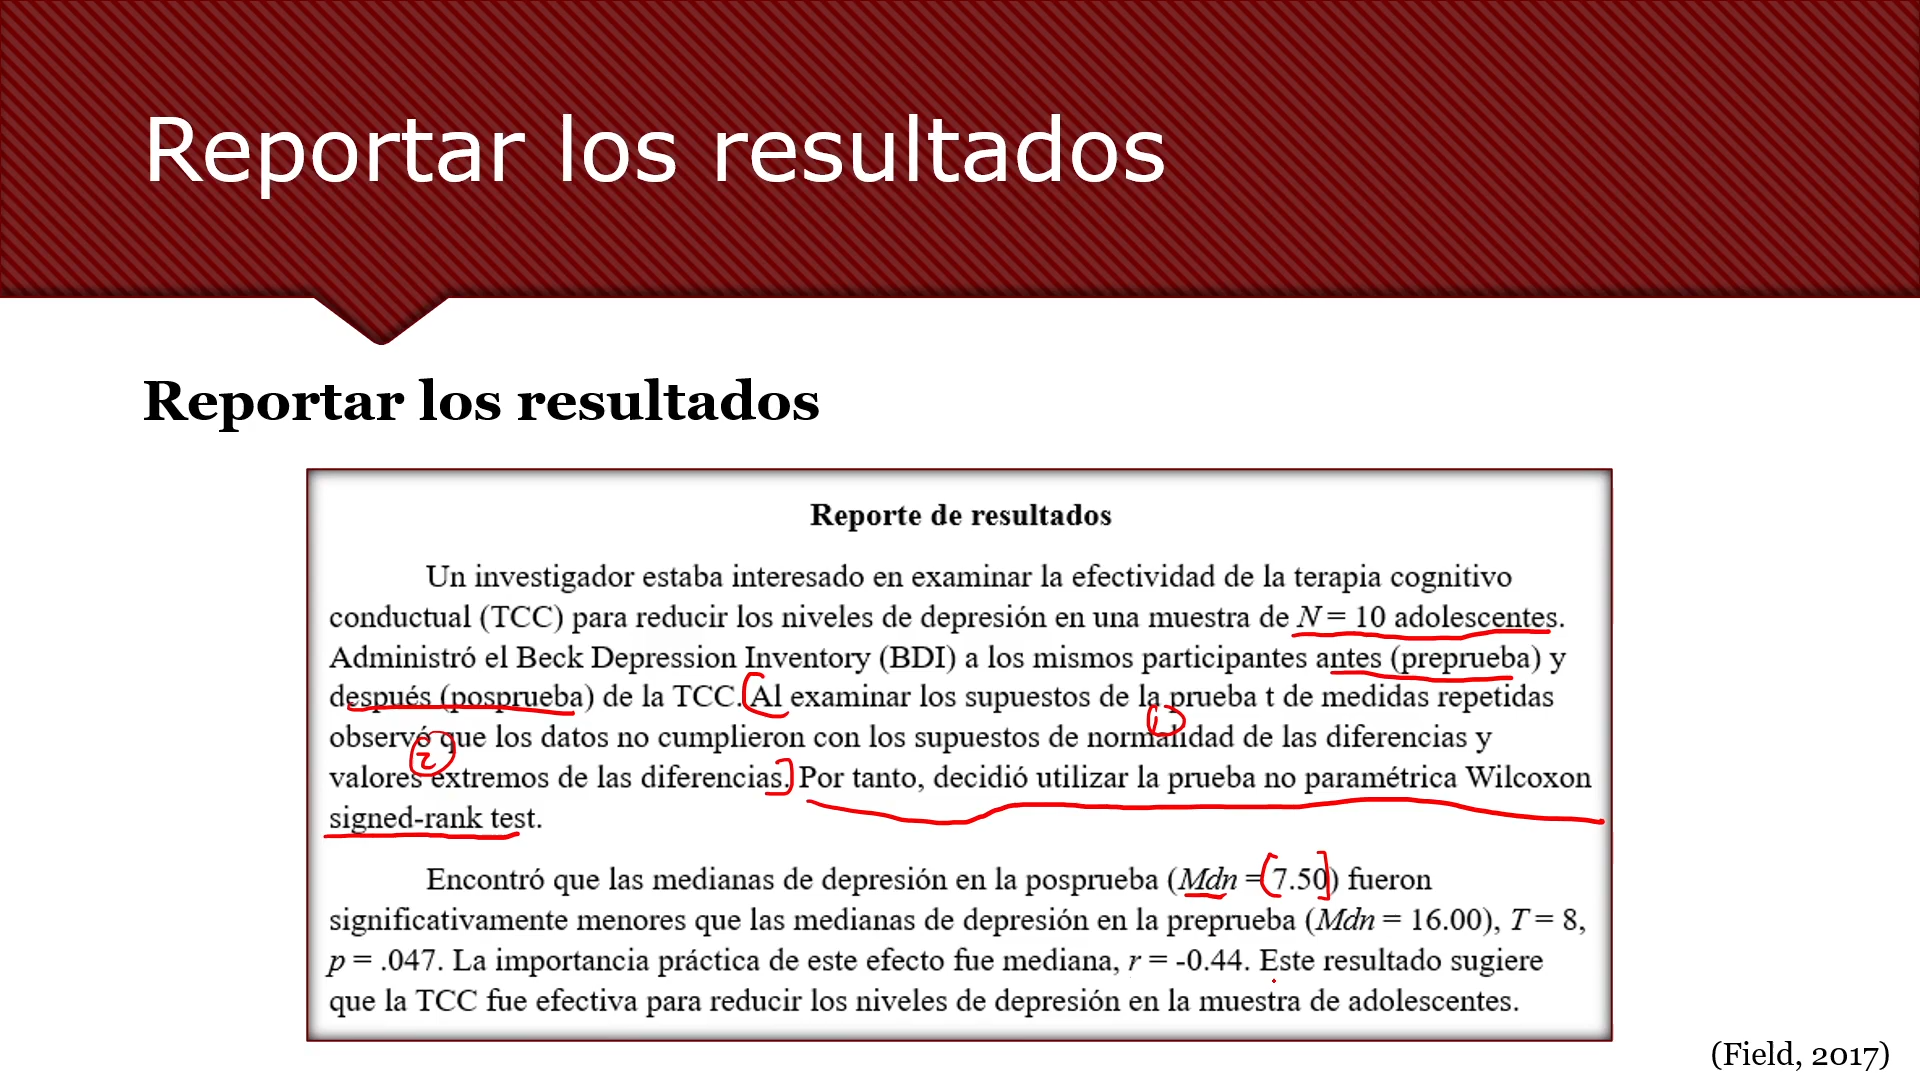 Reportar los resultados
Reportar los resultados
Reporte de resultados
Un investigador estaba interesado en examinar la efectividad de la terapia cognitivo
conductual (TCC) para reducir los niveles de depresión en una muestra de N = 10 adolescentes.
Administró el Beck Depression Inventory (BDI) a los mismos participantes antes (preprueba) y
después (posprueba) de la TCC. Al examinar los supuestos de la prueba t de medidas repetidas
1
observó que los datos no cumplieron con los supuestos de normalidad de las diferencias y
2
valores extremos de las diferencias. Por tanto, decidió utilizar la prueba no paramétrica Wilcoxon
signed-rank test.
Encontró que las medianas de depresión en la posprueba (Mdn = 7.50) fueron
significativamente menores que las medianas de depresión en la preprueba (Mdn = 16.00), T = 8,
p = .047. La importancia práctica de este efecto fue mediana, r = -0.44. Este resultado sugiere
que la TCC fue efectiva para reducir los niveles de depresión en la muestra de adolescentes.
(Field, 2017)